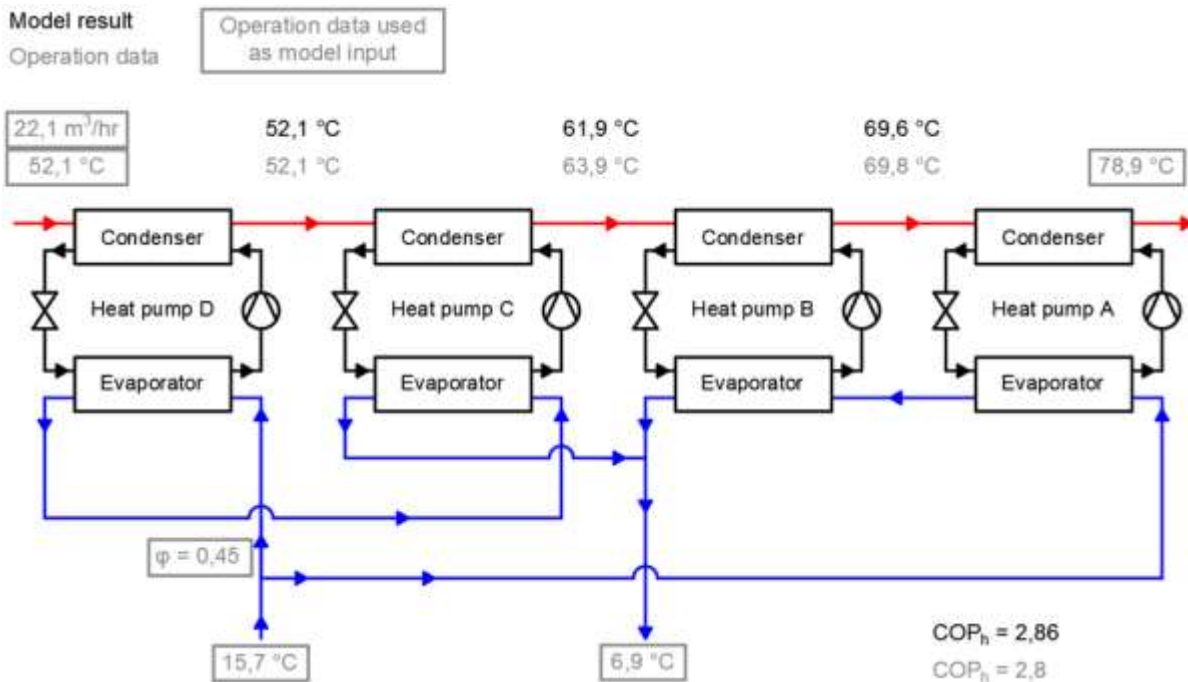 Model result
Operation data
Operation data used
as model input
22,1 m³/hr
52,1 °C
61,9 °C
69,6 °C
52,1 °C
52,1 °C
63,9 °C
69,8 °C
78,9 °C
Condenser
Condenser
Condenser
Condenser
Heat pump D
Heat pump C
Heat pump B
Heat pump A
Evaporator
Evaporator
Evaporator
Evaporator
φ = 0,45
15,7 °C
6,9 °C
COPₕ = 2,86
COPₕ = 2,8